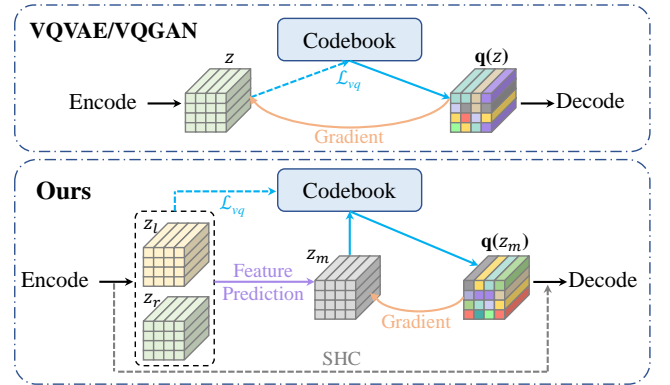 VQVAE/VQGAN
Codebook
z
q(z)
ℒvq
Encode
Decode
Gradient
Ours
Codebook
ℒvq
zl
zm
q(zm)
Encode
Feature
Prediction
Decode
zr
Gradient
SHC